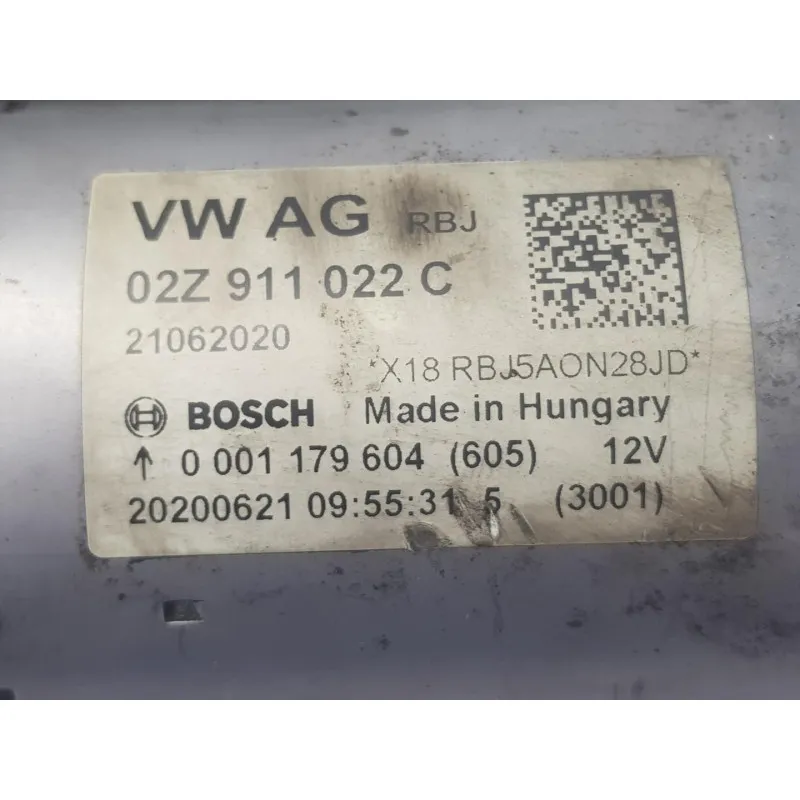 VW AG RBJ
02Z 911 022 C
21062020
*X18 RBJ5AON28JD*
BOSCH Made in Hungary
↑ 0 001 179 604 (605) 12V
20200621 09:55:31 5 (3001)